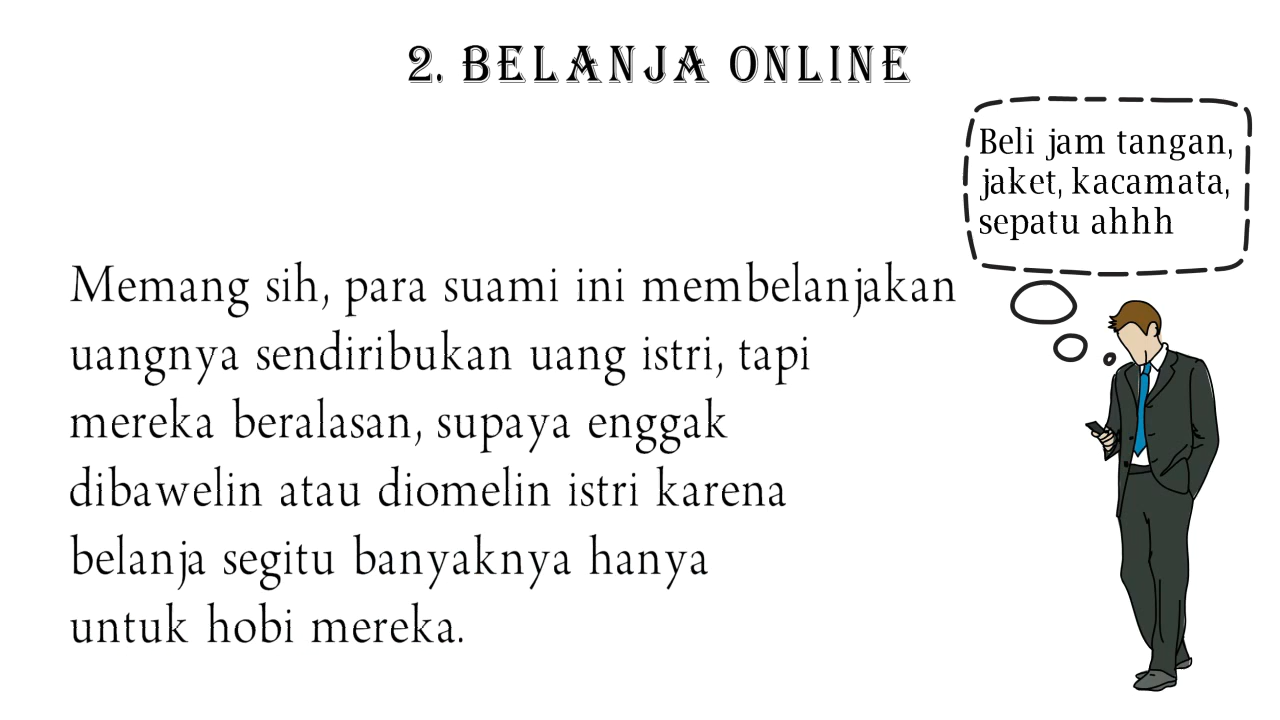 2. BELANJA ONLINE
Beli jam tangan,
jaket, kacamata,
sepatu ahhh
Memang sih, para suami ini membelanjakan
uangnya sendiribukan uang istri, tapi
mereka beralasan, supaya enggak
dibawelin atau diomelin istri karena
belanja segitu banyaknya hanya
untuk hobi mereka.